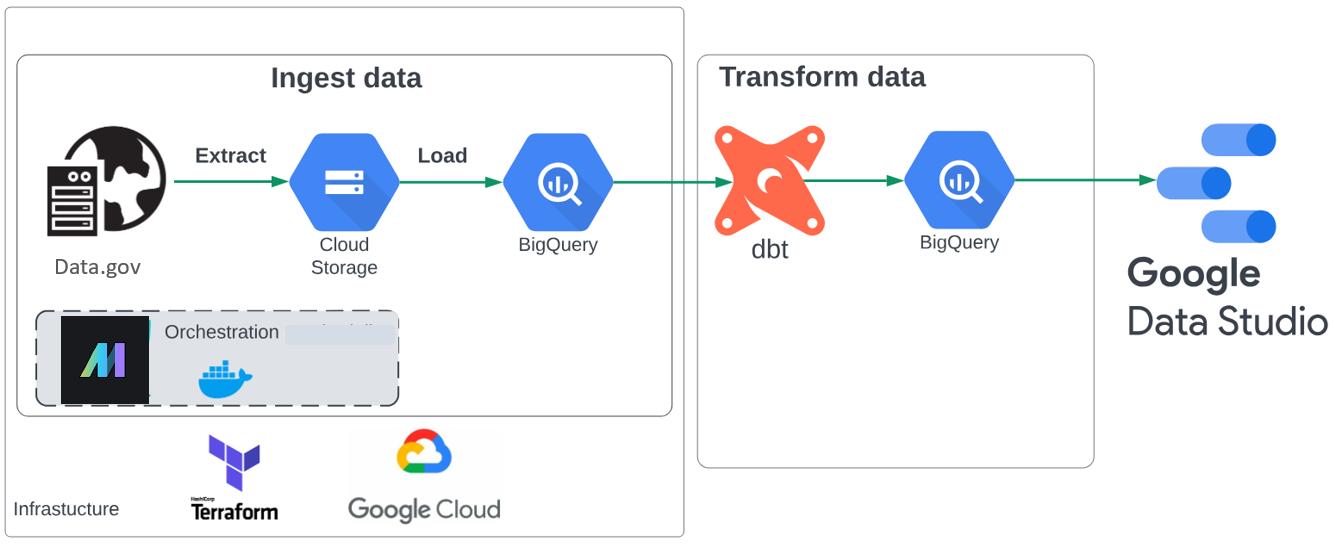 Ingest data
Transform data
Extract
Load
Cloud
Storage
BigQuery
dbt
BigQuery
Data.gov
Google
Data Studio
Orchestration
Infrastucture
HashiCorp
Terraform
Google Cloud